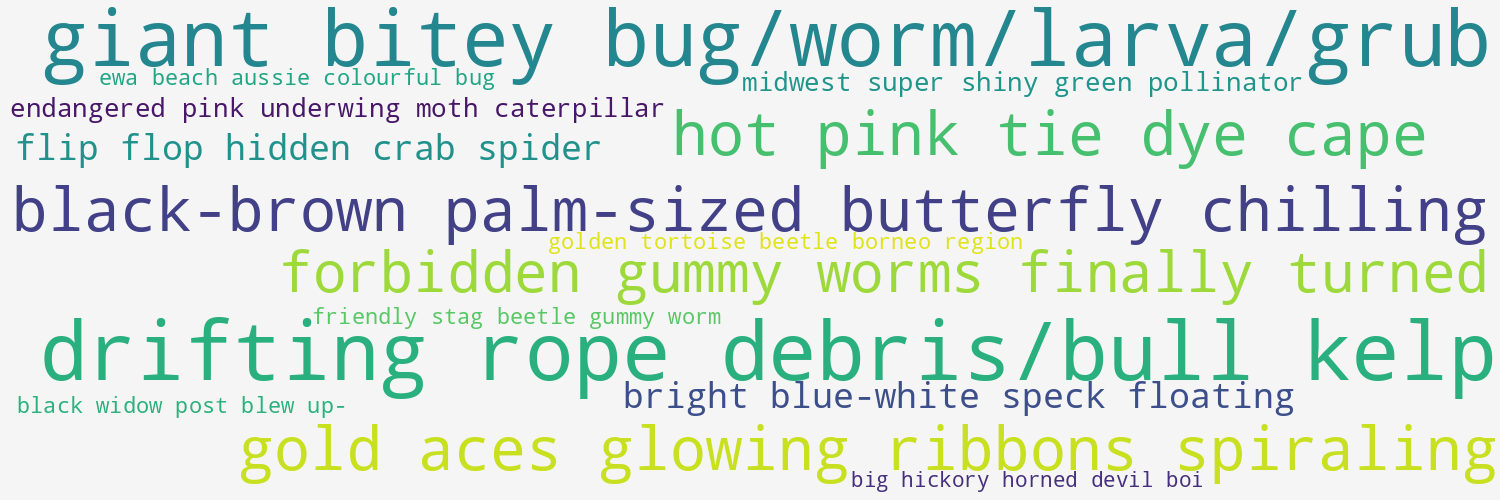 giant bitey bug/worm/larva/grub
ewa beach aussie colourful bug
midwest super shiny green pollinator
endangered pink underwing moth caterpillar
hot pink tie dye cape
flip flop hidden crab spider
black-brown palm-sized butterfly chilling
golden tortoise beetle borneo region
forbidden gummy worms finally turned
friendly stag beetle gummy worm
drifting rope debris/bull kelp
bright blue-white speck floating
black widow post blew up-
gold aces glowing ribbons spiraling
big hickory horned devil boi